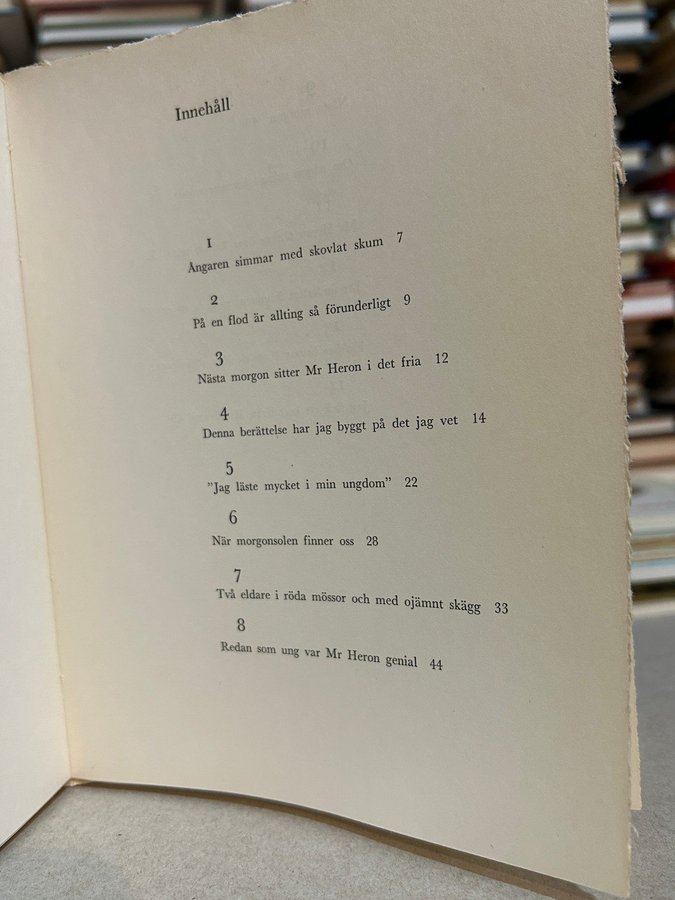 Innehåll
1
Ångaren simmar med skovlat skum 7
2
På en flod är allting så förunderligt 9
3
Nästa morgon sitter Mr Heron i det fria 12
4
Denna berättelse har jag byggt på det jag vet 14
5
”Jag läste mycket i min ungdom” 22
6
När morgonsolen finner oss 28
7
Två eldare i röda mössor och med ojämnt skägg 33
8
Redan som ung var Mr Heron genial 44